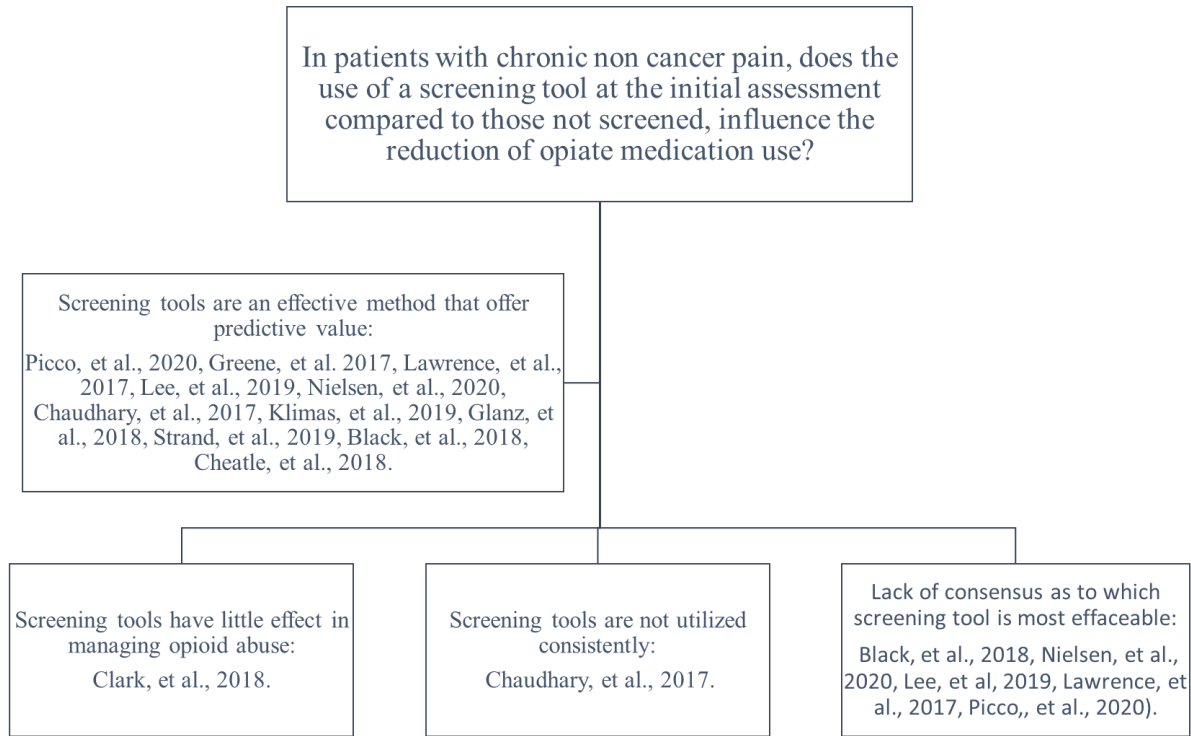 In patients with chronic non cancer pain, does the
use of a screening tool at the initial assessment
compared to those not screened, influence the
reduction of opiate medication use?
Screening tools are an effective method that offer
predictive value:
Picco, et al., 2020, Greene, et al. 2017, Lawrence, et al.,
2017, Lee, et al., 2019, Nielsen, et al., 2020,
Chaudhary, et al., 2017, Klimas, et al., 2019, Glanz, et
al., 2018, Strand, et al., 2019, Black, et al., 2018,
Cheatle, et al., 2018.
Screening tools have little effect in
managing opioid abuse:
Clark, et al., 2018.
Screening tools are not utilized
consistently:
Chaudhary, et al., 2017.
Lack of consensus as to which
screening tool is most effaceable:
Black, et al., 2018, Nielsen, et al.,
2020, Lee, et al, 2019, Lawrence, et
al., 2017, Picco,, et al., 2020).